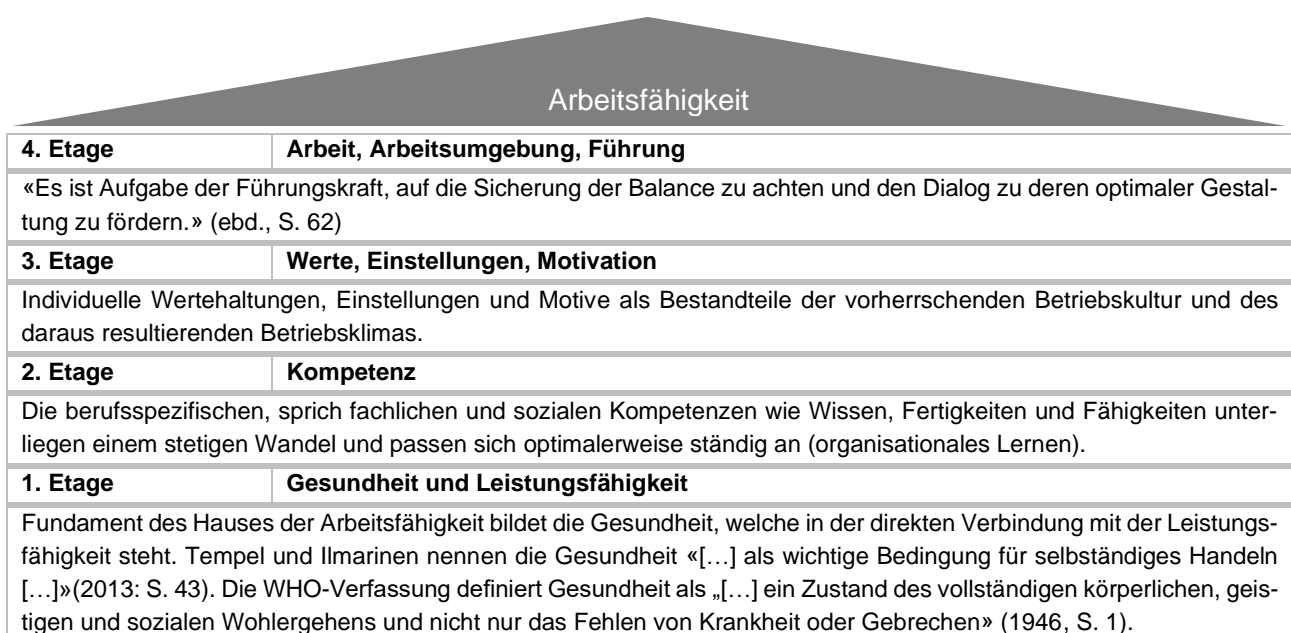 Arbeitsfähigkeit
4. Etage Arbeit, Arbeitsumgebung, Führung
«Es ist Aufgabe der Führungskraft, auf die Sicherung der Balance zu achten und den Dialog zu deren optimaler Gestal-
tung zu fördern.» (ebd., S. 62)
3. Etage Werte, Einstellungen, Motivation
Individuelle Wertehaltungen, Einstellungen und Motive als Bestandteile der vorherrschenden Betriebskultur und des
daraus resultierenden Betriebsklimas.
2. Etage Kompetenz
Die berufsspezifischen, sprich fachlichen und sozialen Kompetenzen wie Wissen, Fertigkeiten und Fähigkeiten unter-
liegen einem stetigen Wandel und passen sich optimalerweise ständig an (organisationales Lernen).
1. Etage Gesundheit und Leistungsfähigkeit
Fundament des Hauses der Arbeitsfähigkeit bildet die Gesundheit, welche in der direkten Verbindung mit der Leistungs-
fähigkeit steht. Tempel und Ilmarinen nennen die Gesundheit «[…] als wichtige Bedingung für selbständiges Handeln
[…]»(2013: S. 43). Die WHO-Verfassung definiert Gesundheit als „[…] ein Zustand des vollständigen körperlichen, geis-
tigen und sozialen Wohlergehens und nicht nur das Fehlen von Krankheit oder Gebrechen» (1946, S. 1).